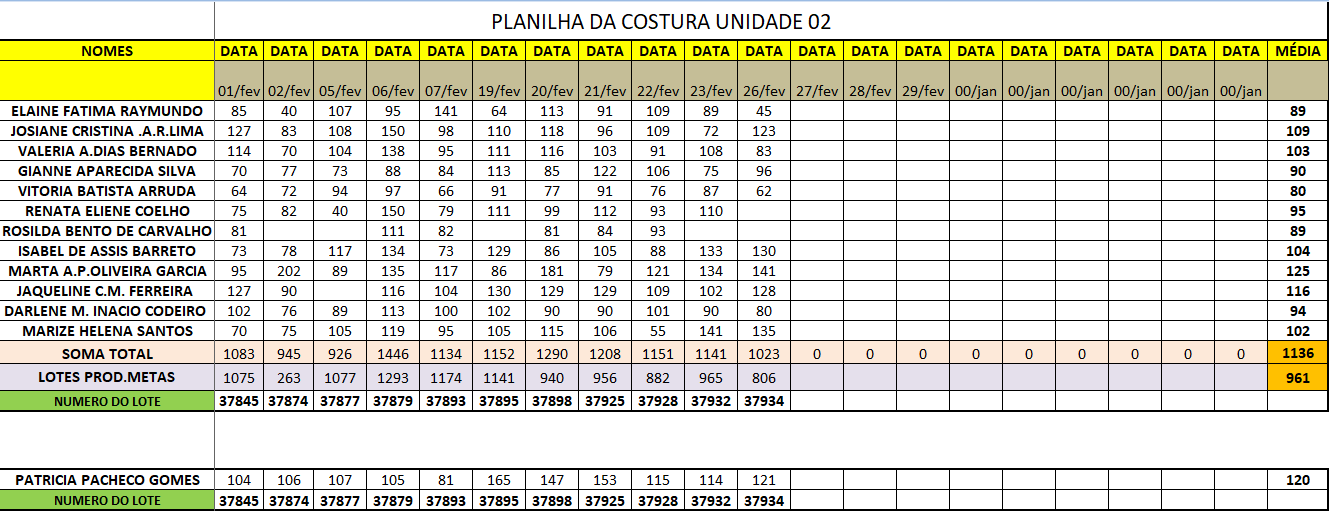 PLANILHA DA COSTURA UNIDADE 02
NOMES DATA DATA DATA DATA DATA DATA DATA DATA DATA DATA DATA DATA DATA DATA DATA DATA DATA DATA DATA DATA MÉDIA
01/fev 02/fev 05/fev 06/fev 07/fev 19/fev 20/fev 21/fev 22/fev 23/fev 26/fev 27/fev 28/fev 29/fev 00/jan 00/jan 00/jan 00/jan 00/jan 00/jan
ELAINE FATIMA RAYMUNDO 85 40 107 95 141 64 113 91 109 89 45 89
JOSIANE CRISTINA .A.R.LIMA 127 83 108 150 98 110 118 96 109 72 123 109
VALERIA A.DIAS BERNADO 114 70 104 138 95 111 116 103 91 108 83 103
GIANNE APARECIDA SILVA 70 77 73 88 84 113 85 122 106 75 96 90
VITORIA BATISTA ARRUDA 64 72 94 97 66 91 77 91 76 87 62 80
RENATA ELIENE COELHO 75 82 40 150 79 111 99 112 93 110 95
ROSILDA BENTO DE CARVALHO 81 111 82 81 84 93 89
ISABEL DE ASSIS BARRETO 73 78 117 134 73 129 86 105 88 133 130 104
MARTA A.P.OLIVEIRA GARCIA 95 202 89 135 117 86 181 79 121 134 141 125
JAQUELINE C.M. FERREIRA 127 90 116 104 130 129 129 109 102 128 116
DARLENE M. INACIO CODEIRO 102 76 89 113 100 102 90 90 101 90 80 94
MARIZE HELENA SANTOS 70 75 105 119 95 105 115 106 55 141 135 102
SOMA TOTAL 1083 945 926 1446 1134 1152 1290 1208 1151 1141 1023 0 0 0 0 0 0 0 0 0 1136
LOTES PROD.METAS 1075 263 1077 1293 1174 1141 940 956 882 965 806 961
NUMERO DO LOTE 37845 37874 37877 37879 37893 37895 37898 37925 37928 37932 37934
PATRICIA PACHECO GOMES 104 106 107 105 81 165 147 153 115 114 121 120
NUMERO DO LOTE 37845 37874 37877 37879 37893 37895 37898 37925 37928 37932 37934